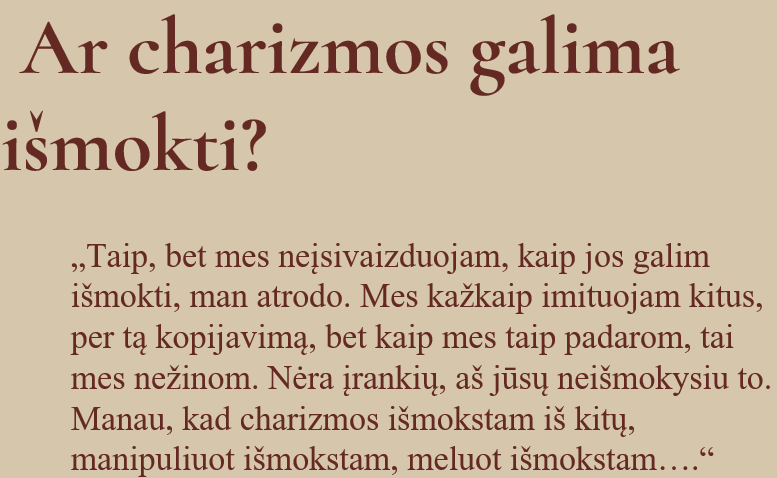 Ar charizmos galima
išmokti?
„Taip, bet mes neįsivaizduojam, kaip jos galim
išmokti, man atrodo. Mes kažkaip imituojam kitus,
per tą kopijavimą, bet kaip mes taip padarom, tai
mes nežinom. Nėra įrankių, aš jūsų neišmokysiu to.
Manau, kad charizmos išmokstam iš kitų,
manipuliuot išmokstam, meluot išmokstam….“